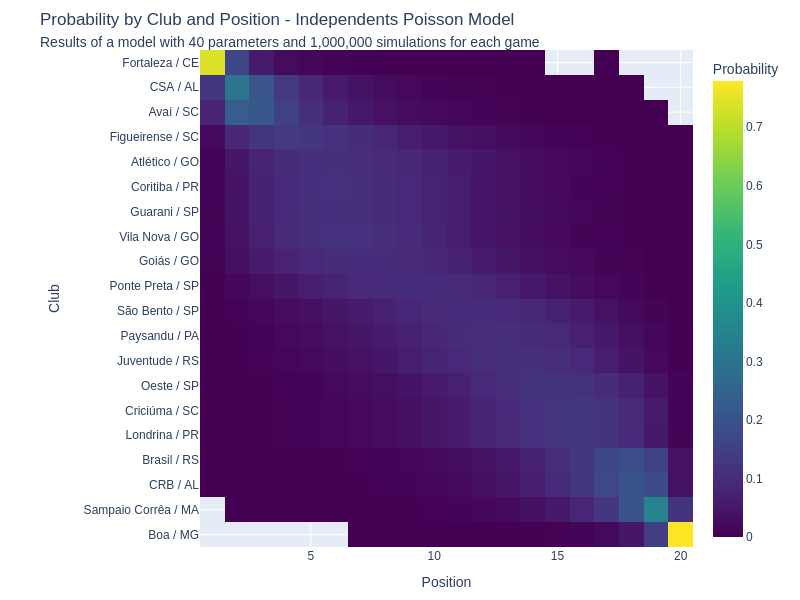 Probability by Club and Position - Independents Poisson Model
Results of a model with 40 parameters and 1,000,000 simulations for each game
Probability
Fortaleza / CE
CSA / AL
Avaí / SC
Figueirense / SC
Atlético / GO
Coritiba / PR
Guarani / SP
Vila Nova / GO
Goiás / GO
Ponte Preta / SP
São Bento / SP
Paysandu / PA
Juventude / RS
Oeste / SP
Criciúma / SC
Londrina / PR
Brasil / RS
CRB / AL
Sampaio Corrêa / MA
Boa / MG
Club
5
10
15
20
Position
0.7
0.6
0.5
0.4
0.3
0.2
0.1
0